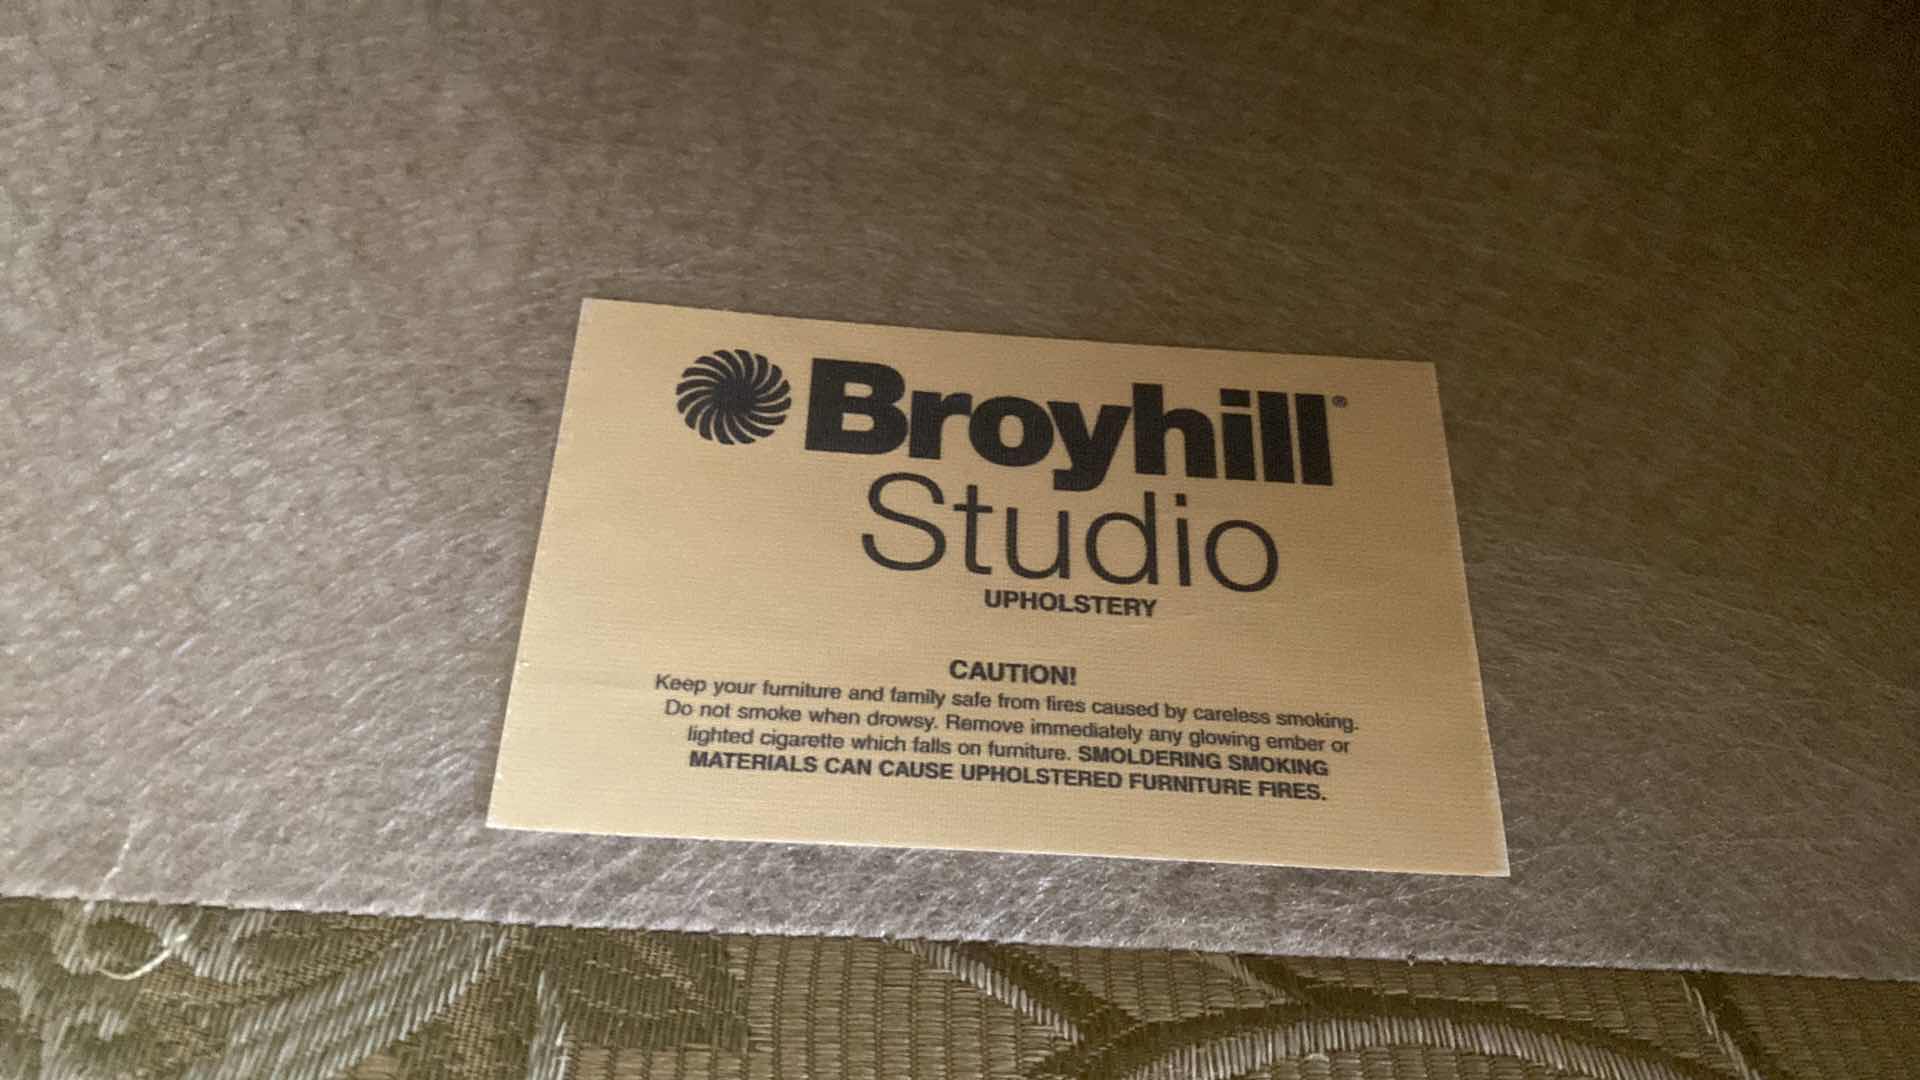 Broyhill®
Studio
UPHOLSTERY
CAUTION!
Keep your furniture and family safe from fires caused by careless smoking.
Do not smoke when drowsy. Remove immediately any glowing ember or
lighted cigarette which falls on furniture. SMOLDERING SMOKING
MATERIALS CAN CAUSE UPHOLSTERED FURNITURE FIRES.